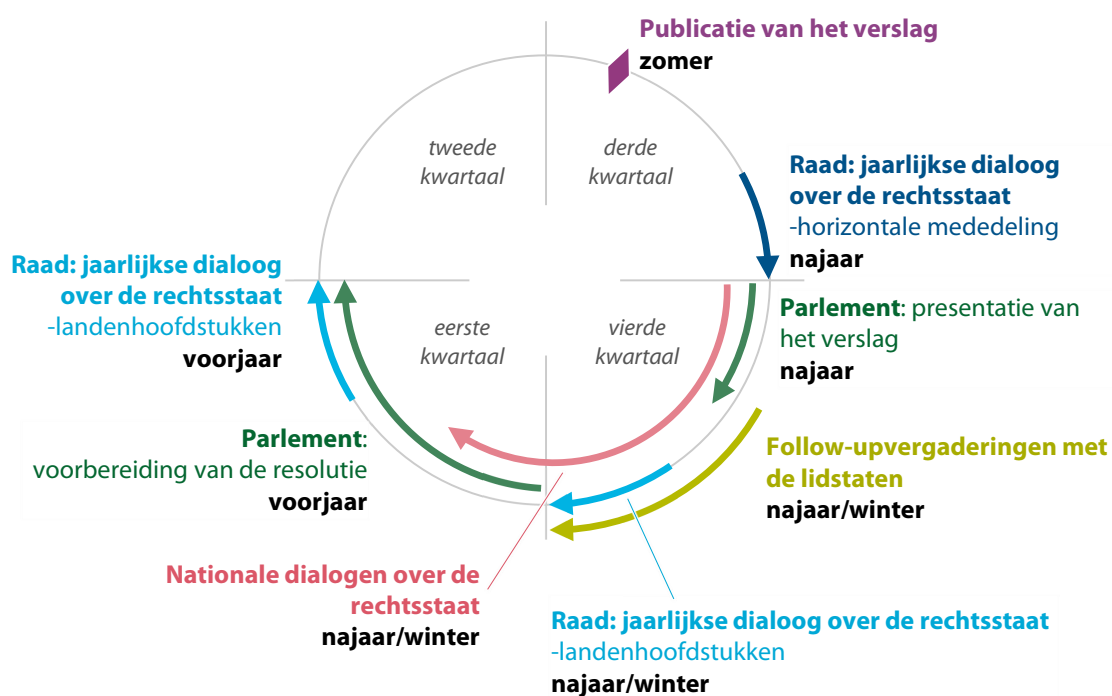 Publicatie van het verslag
zomer
tweede
kwartaal
derde
kwartaal
Raad: jaarlijkse dialoog
over de rechtsstaat
-horizontale mededeling
najaar
Raad: jaarlijkse dialoog
over de rechtsstaat
-landenhoofdstukken
voorjaar
eerste
kwartaal
vierde
kwartaal
Parlement: presentatie van
het verslag
najaar
Parlement:
voorbereiding van de resolutie
voorjaar
Follow-upvergaderingen met
de lidstaten
najaar/winter
Nationale dialogen over de
rechtsstaat
najaar/winter
Raad: jaarlijkse dialoog over de rechtsstaat
-landenhoofdstukken
najaar/winter